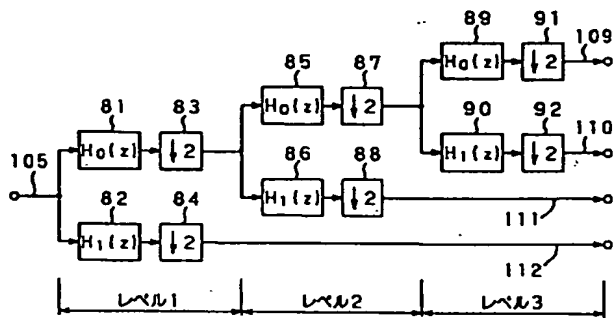 89 91 109
H₀(z) ↓2
85 87 90 92 110
H₀(z) ↓2 H₁(z) ↓2
81 83 86 88
105 H₀(z) ↓2 H₁(z) ↓2
82 84 111
H₁(z) ↓2
112
レベル1 レベル2 レベル3